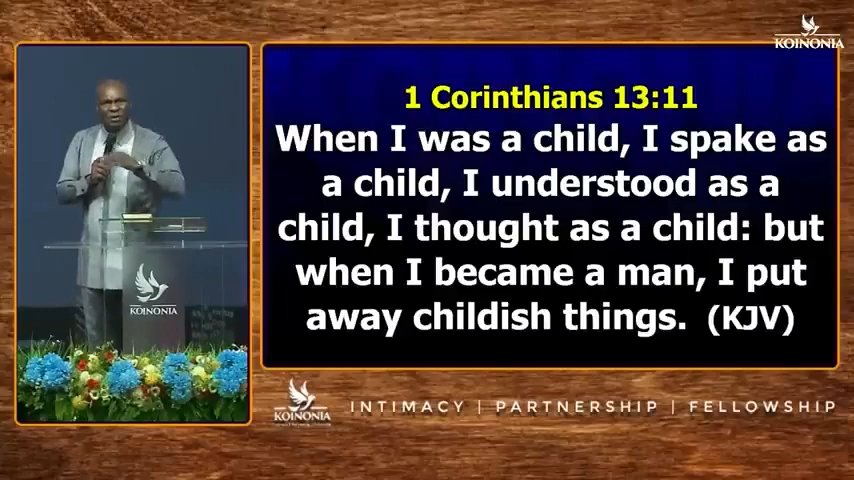 KOINONIA
1 Corinthians 13:11
When I was a child, I spake as
a child, I understood as a
child, I thought as a child: but
when I became a man, I put
away childish things. (KJV)
KOINONIA
KOINONIA
INTIMACY | PARTNERSHIP | FELLOWSHIP